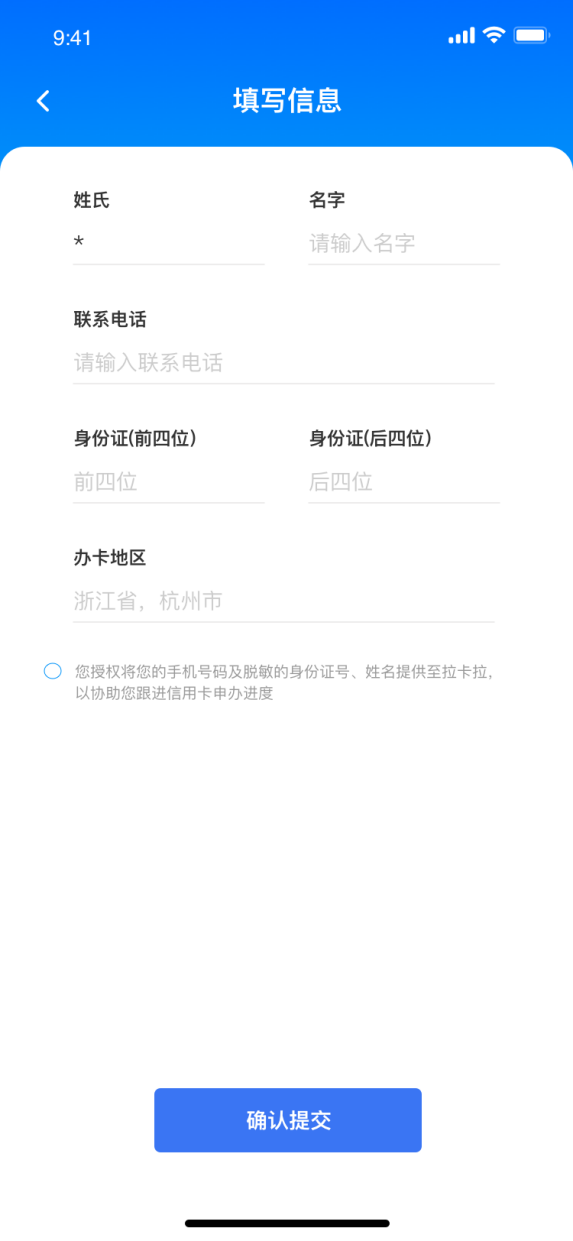 9:41
填写信息
姓氏
名字
*
请输入名字
联系电话
请输入联系电话
身份证(前四位)
身份证(后四位)
前四位
后四位
办卡地区
浙江省，杭州市
您授权将您的手机号码及脱敏的身份证号、姓名提供至拉卡拉，
以协助您跟进信用卡申办进度
确认提交